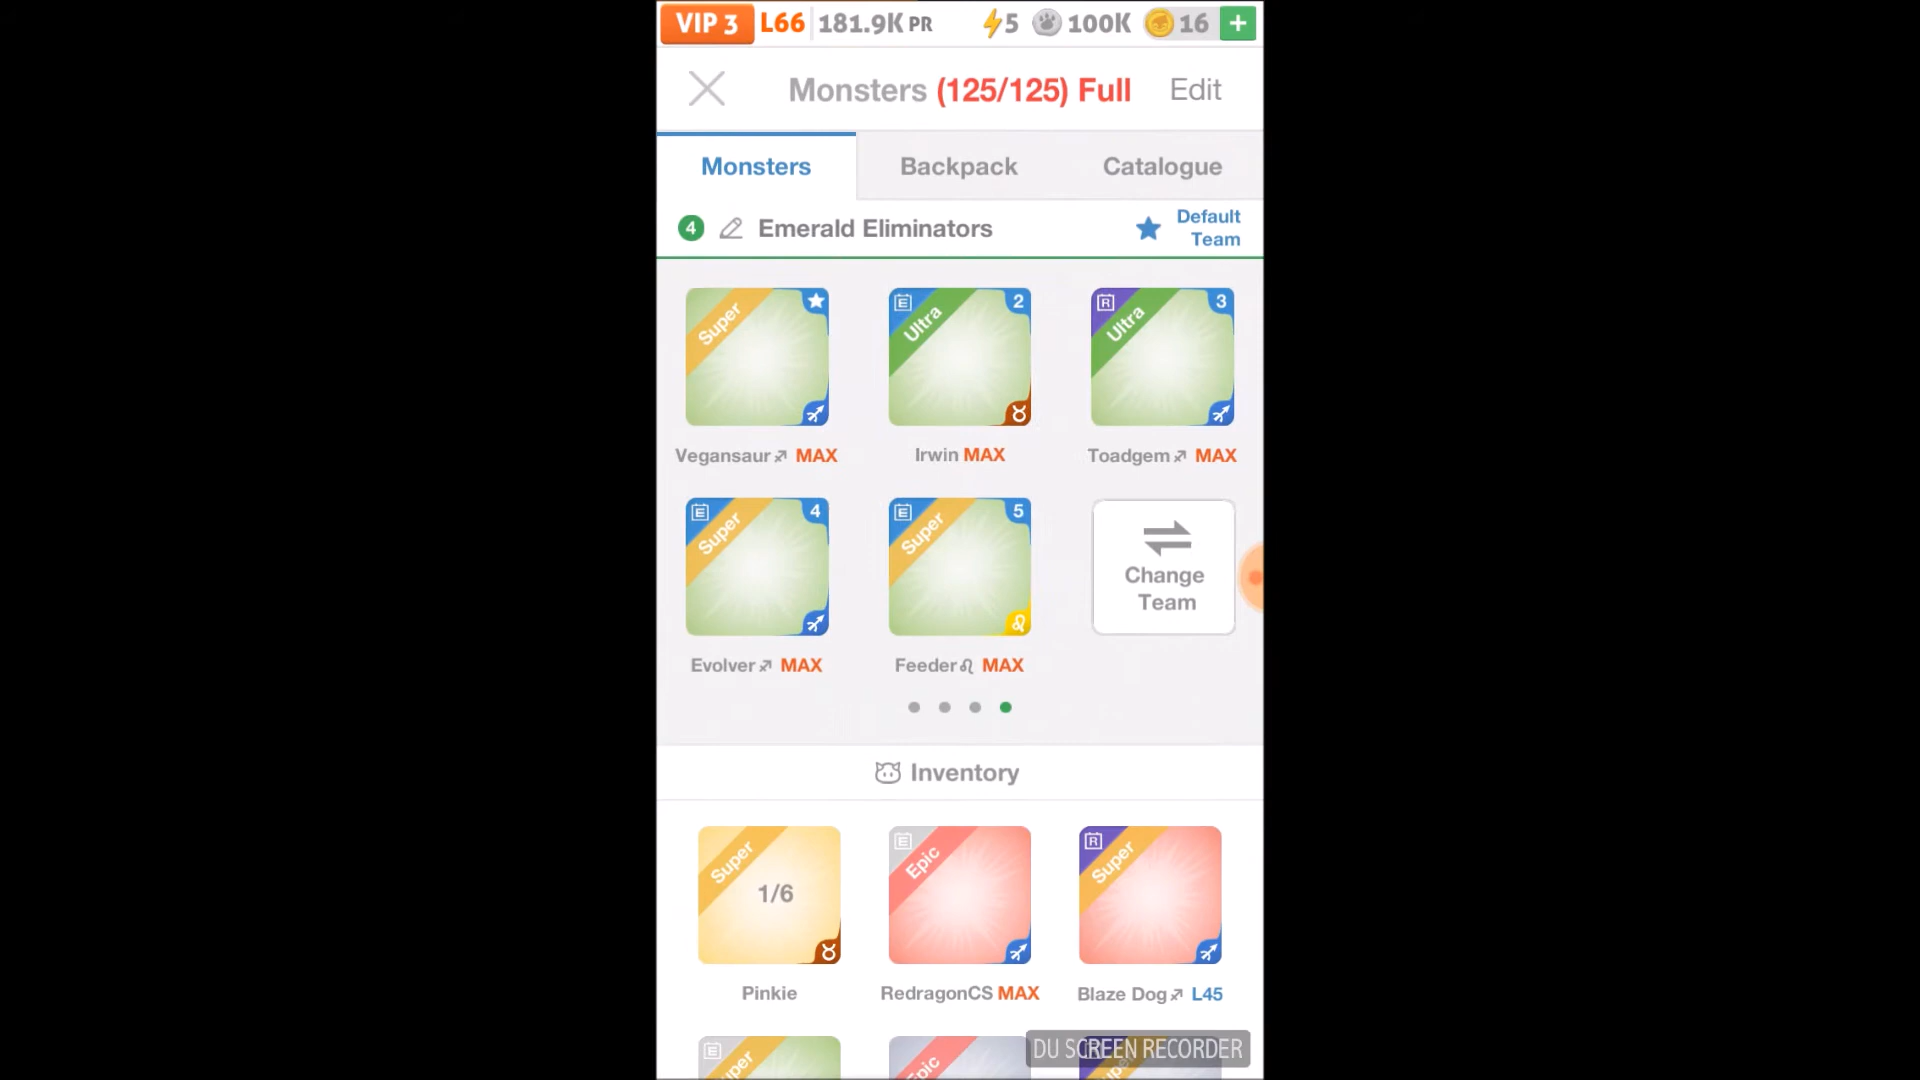 VIP 3 L66 181.9K PR 5 100K 16 +
Monsters (125/125) Full Edit
Monsters Backpack Catalogue
4 Emerald Eliminators Default Team
Super
E Ultra 2
R Ultra 3
Vegansaur♐ MAX Irwin MAX Toadgem♐ MAX
E Super 4
E Super 5
Change
Team
Evolver♐ MAX Feeder♌ MAX
Inventory
Super 1/6
E Epic
R Super
Pinkie RedragonCS MAX Blaze Dog♐ L45
E Super
Epic
Super
DU SCREEN RECORDER